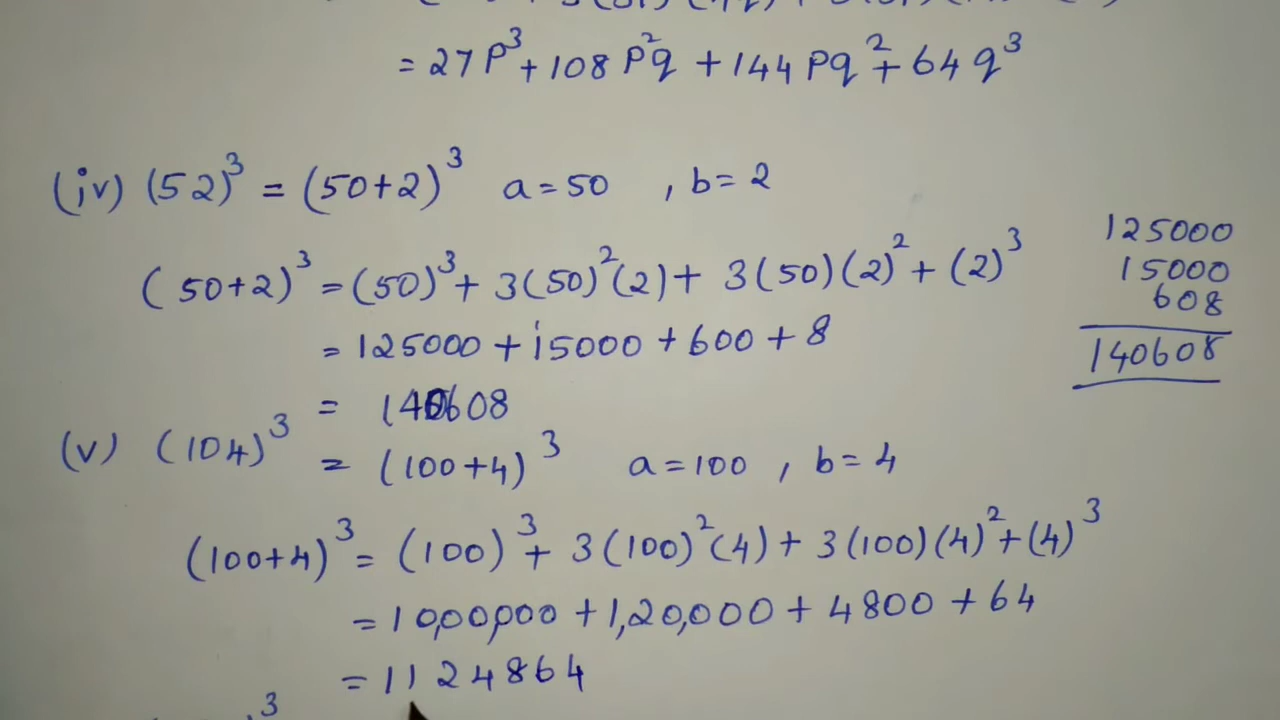 = 27p³ + 108p²q + 144pq² + 64q³
(iv) (52)³ = (50+2)³ a = 50 , b = 2
(50+2)³ = (50)³ + 3(50)²(2) + 3(50)(2)² + (2)³
= 125000 + 15000 + 600 + 8
= 140608
125000
15000
608
140608
(v) (104)³ = (100+4)³ a = 100 , b = 4
(100+4)³ = (100)³ + 3(100)²(4) + 3(100)(4)² + (4)³
= 10,00,000 + 1,20,000 + 4800 + 64
= 1124864